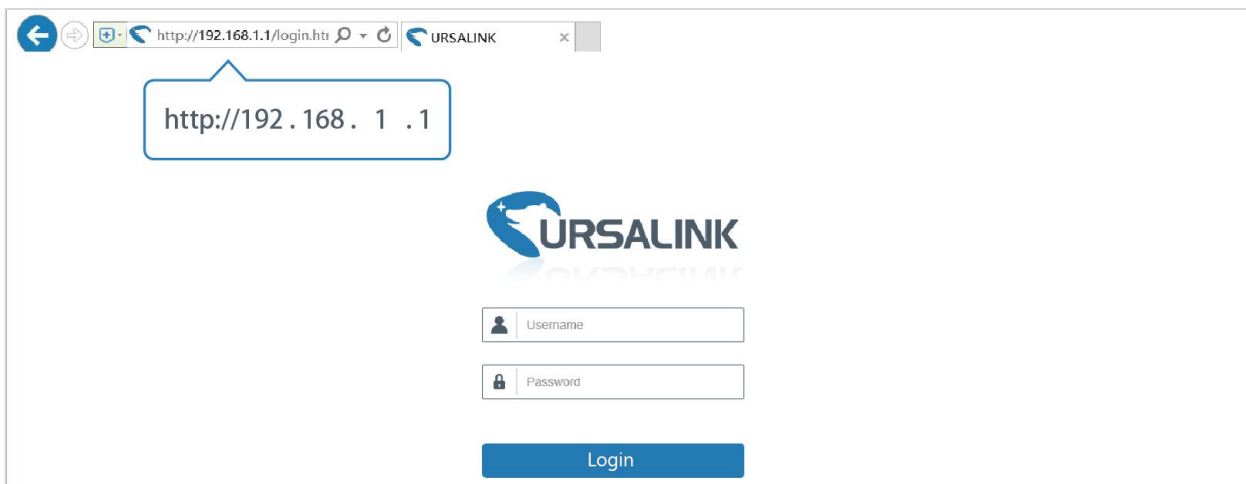 http://192.168.1.1/login.htı
URSALINK
http://192.168. 1 .1
URSALINK
Username
Password
Login